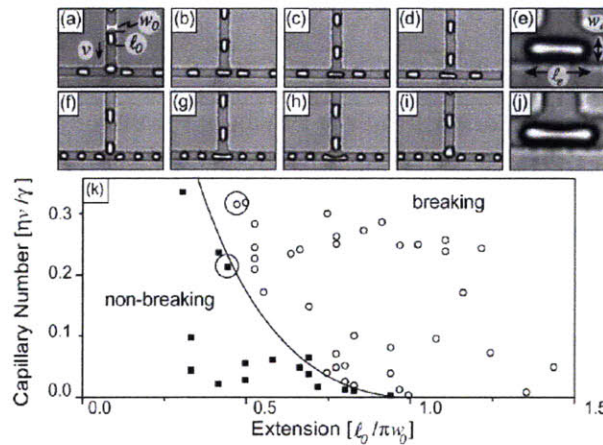 (a) w₀ ℓ₀ v
(b)
(c)
(d)
(e) wₑ ℓₑ
(f)
(g)
(h)
(i)
(j)
(k)
breaking
non-breaking
Capillary Number [ηv/γ]
0.3
0.2
0.1
0.0
0.0 0.5 1.0 1.5
Extension [ℓ₀/πw₀]